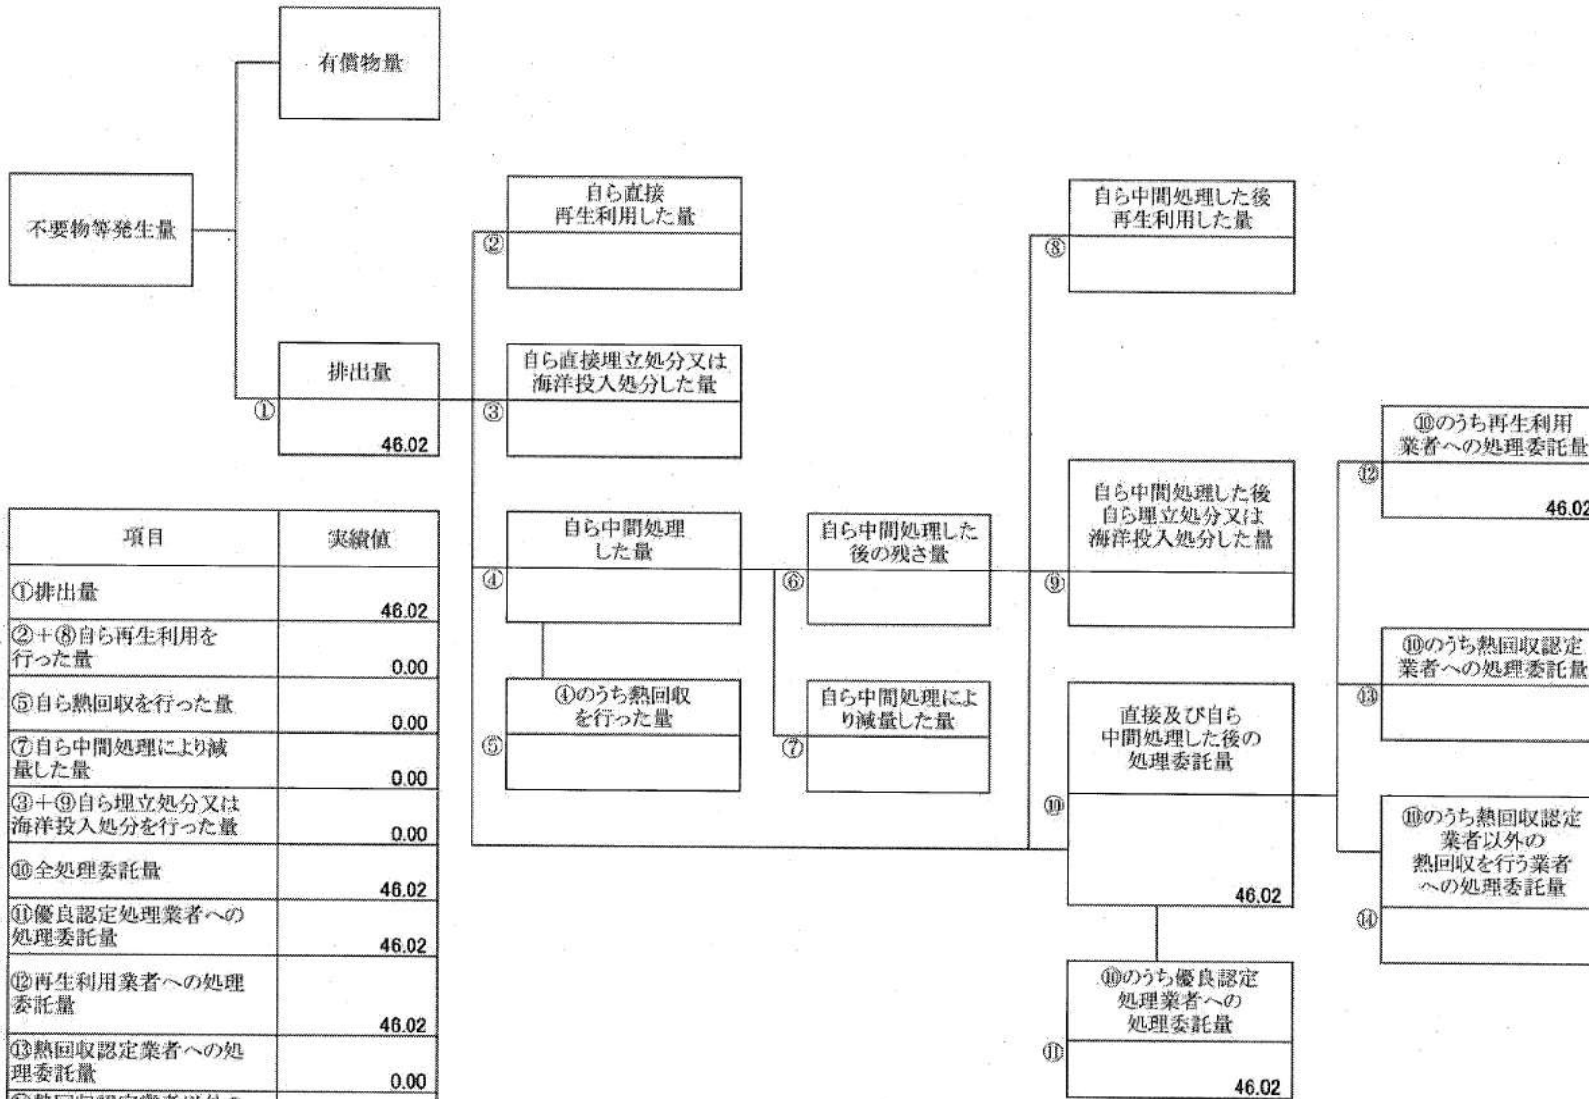 有償物量
不要物等発生量
排出量
①
46.02
自ら直接
再生利用した量
②
自ら直接埋立処分又は
海洋投入処分した量
③
自ら中間処理
した量
④
④のうち熱回収
を行った量
⑤
自ら中間処理した
後の残さ量
⑥
自ら中間処理によ
り減量した量
⑦
自ら中間処理した後
再生利用した量
⑧
自ら中間処理した後
自ら埋立処分又は
海洋投入処分した量
⑨
直接及び自ら
中間処理した後の
処理委託量
⑩
46.02
⑩のうち優良認定
処理業者への
処理委託量
⑪
46.02
⑩のうち再生利用
業者への処理委託量
⑫
46.02
⑩のうち熱回収認定
業者への処理委託量
⑬
⑩のうち熱回収認定
業者以外の
熱回収を行う業者
への処理委託量
⑭
項目 実績値
①排出量
46.02
②+⑧自ら再生利用を
行った量
0.00
⑤自ら熱回収を行った量
0.00
⑦自ら中間処理により減
量した量
0.00
③+⑨自ら埋立処分又は
海洋投入処分を行った量
0.00
⑩全処理委託量
46.02
⑪優良認定処理業者への
処理委託量
46.02
⑫再生利用業者への処理
委託量
46.02
⑬熱回収認定業者への処
理委託量
0.00